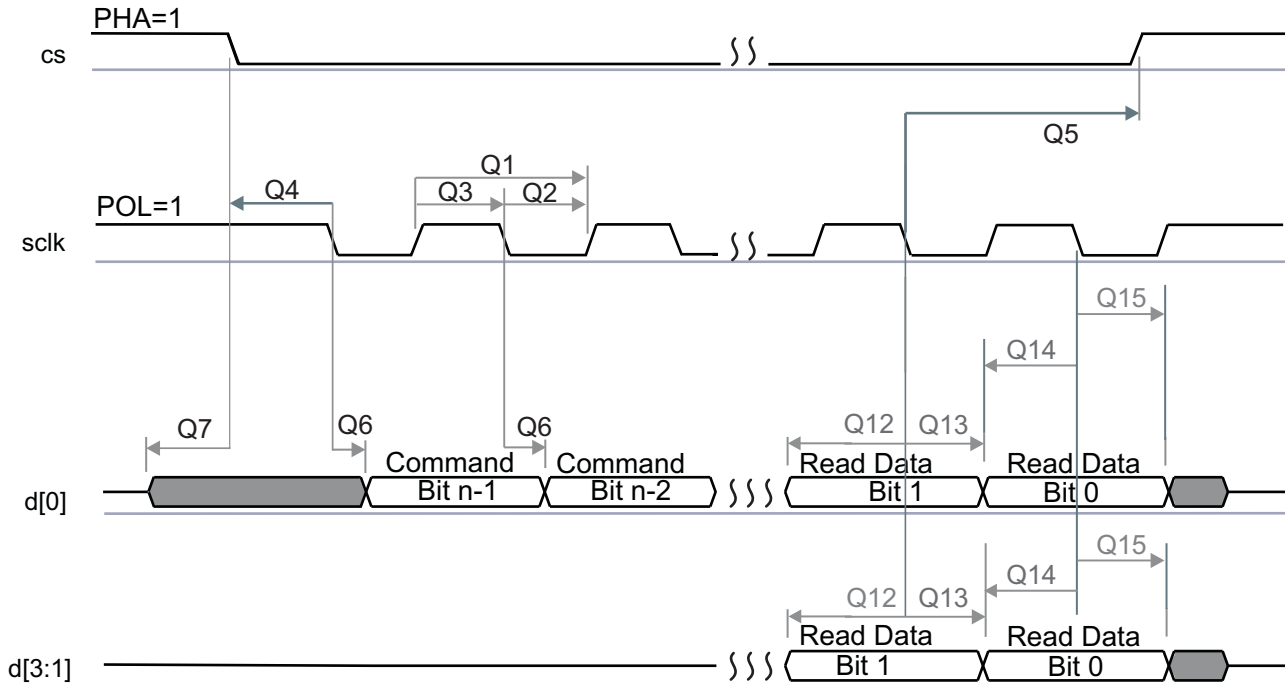 PHA=1
cs
Q5
Q1
Q4
Q3
Q2
POL=1
sclk
Q15
Q14
Q7
Q6
Q6
Q12
Q13
Command
Command
Read Data
Read Data
d[0]
Bit n-1
Bit n-2
Bit 1
Bit 0
Q15
Q14
Q12
Q13
Read Data
Read Data
d[3:1]
Bit 1
Bit 0